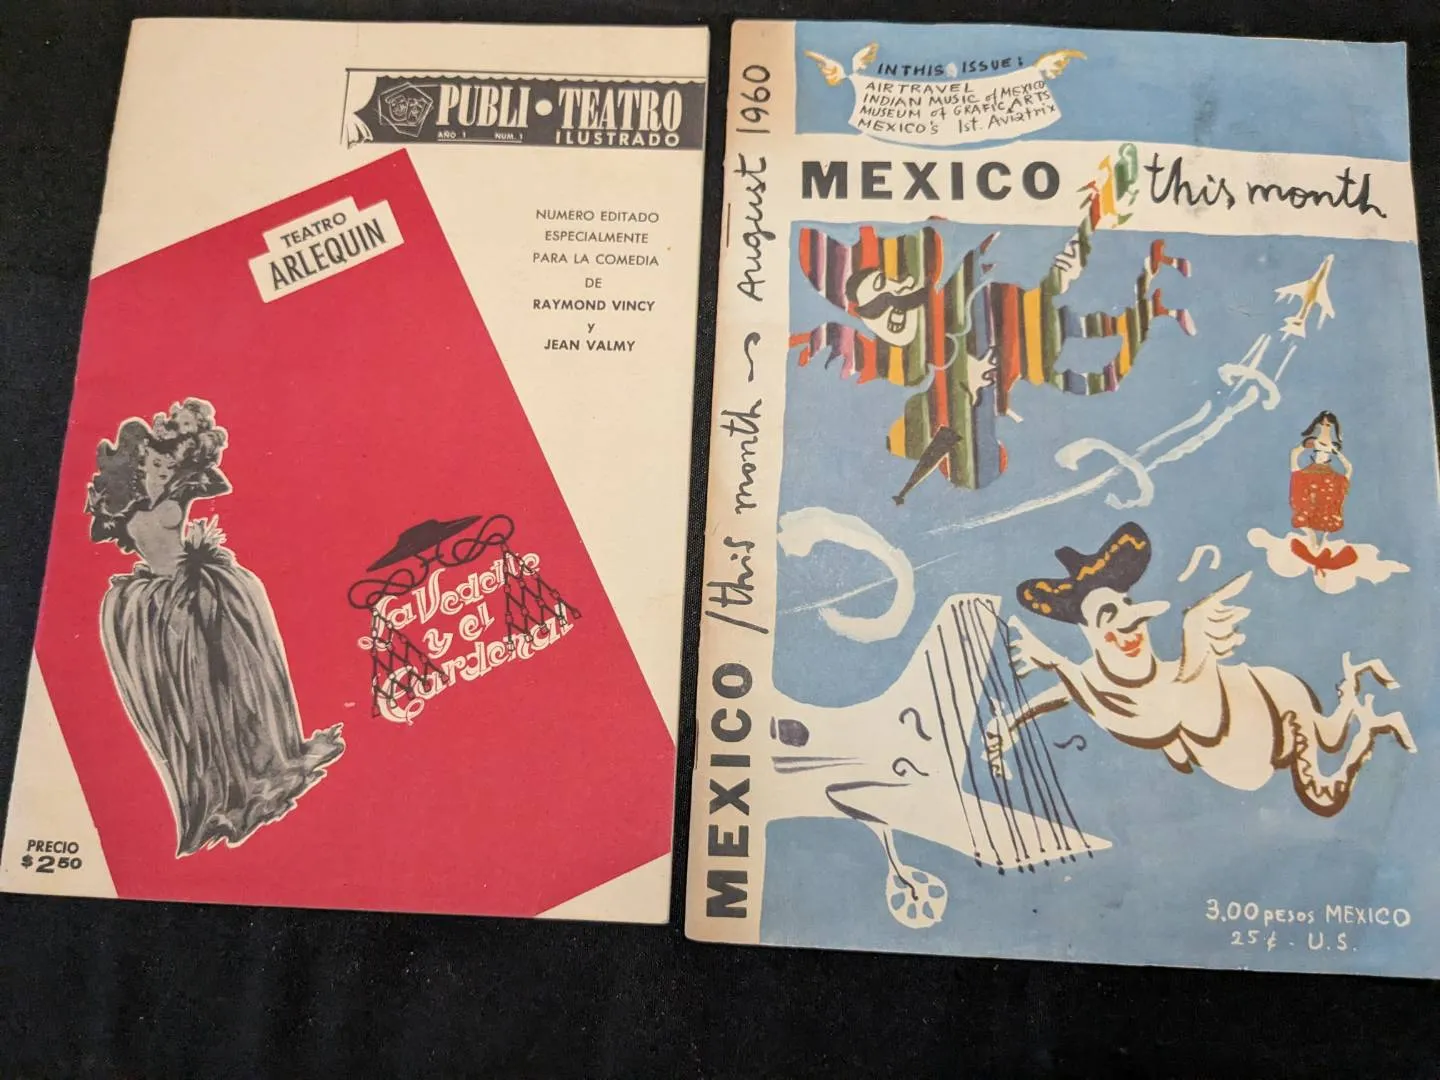 PUBLI • TEATRO
AÑO 1 NUM. 1 ILUSTRADO
TEATRO
ARLEQUIN
NUMERO EDITADO
ESPECIALMENTE
PARA LA COMEDIA
DE
RAYMOND VINCY
y
JEAN VALMY
La Vedette
y el
Cardenal
PRECIO
$2.50
MEXICO / this month ~ August 1960
IN THIS ISSUE:
AIR TRAVEL
INDIAN MUSIC of MEXICO
MUSEUM of GRAFIC ARTS
MEXICO'S 1st. Aviatrix
MEXICO this month
3,00 pesos MEXICO
25¢ - U.S.